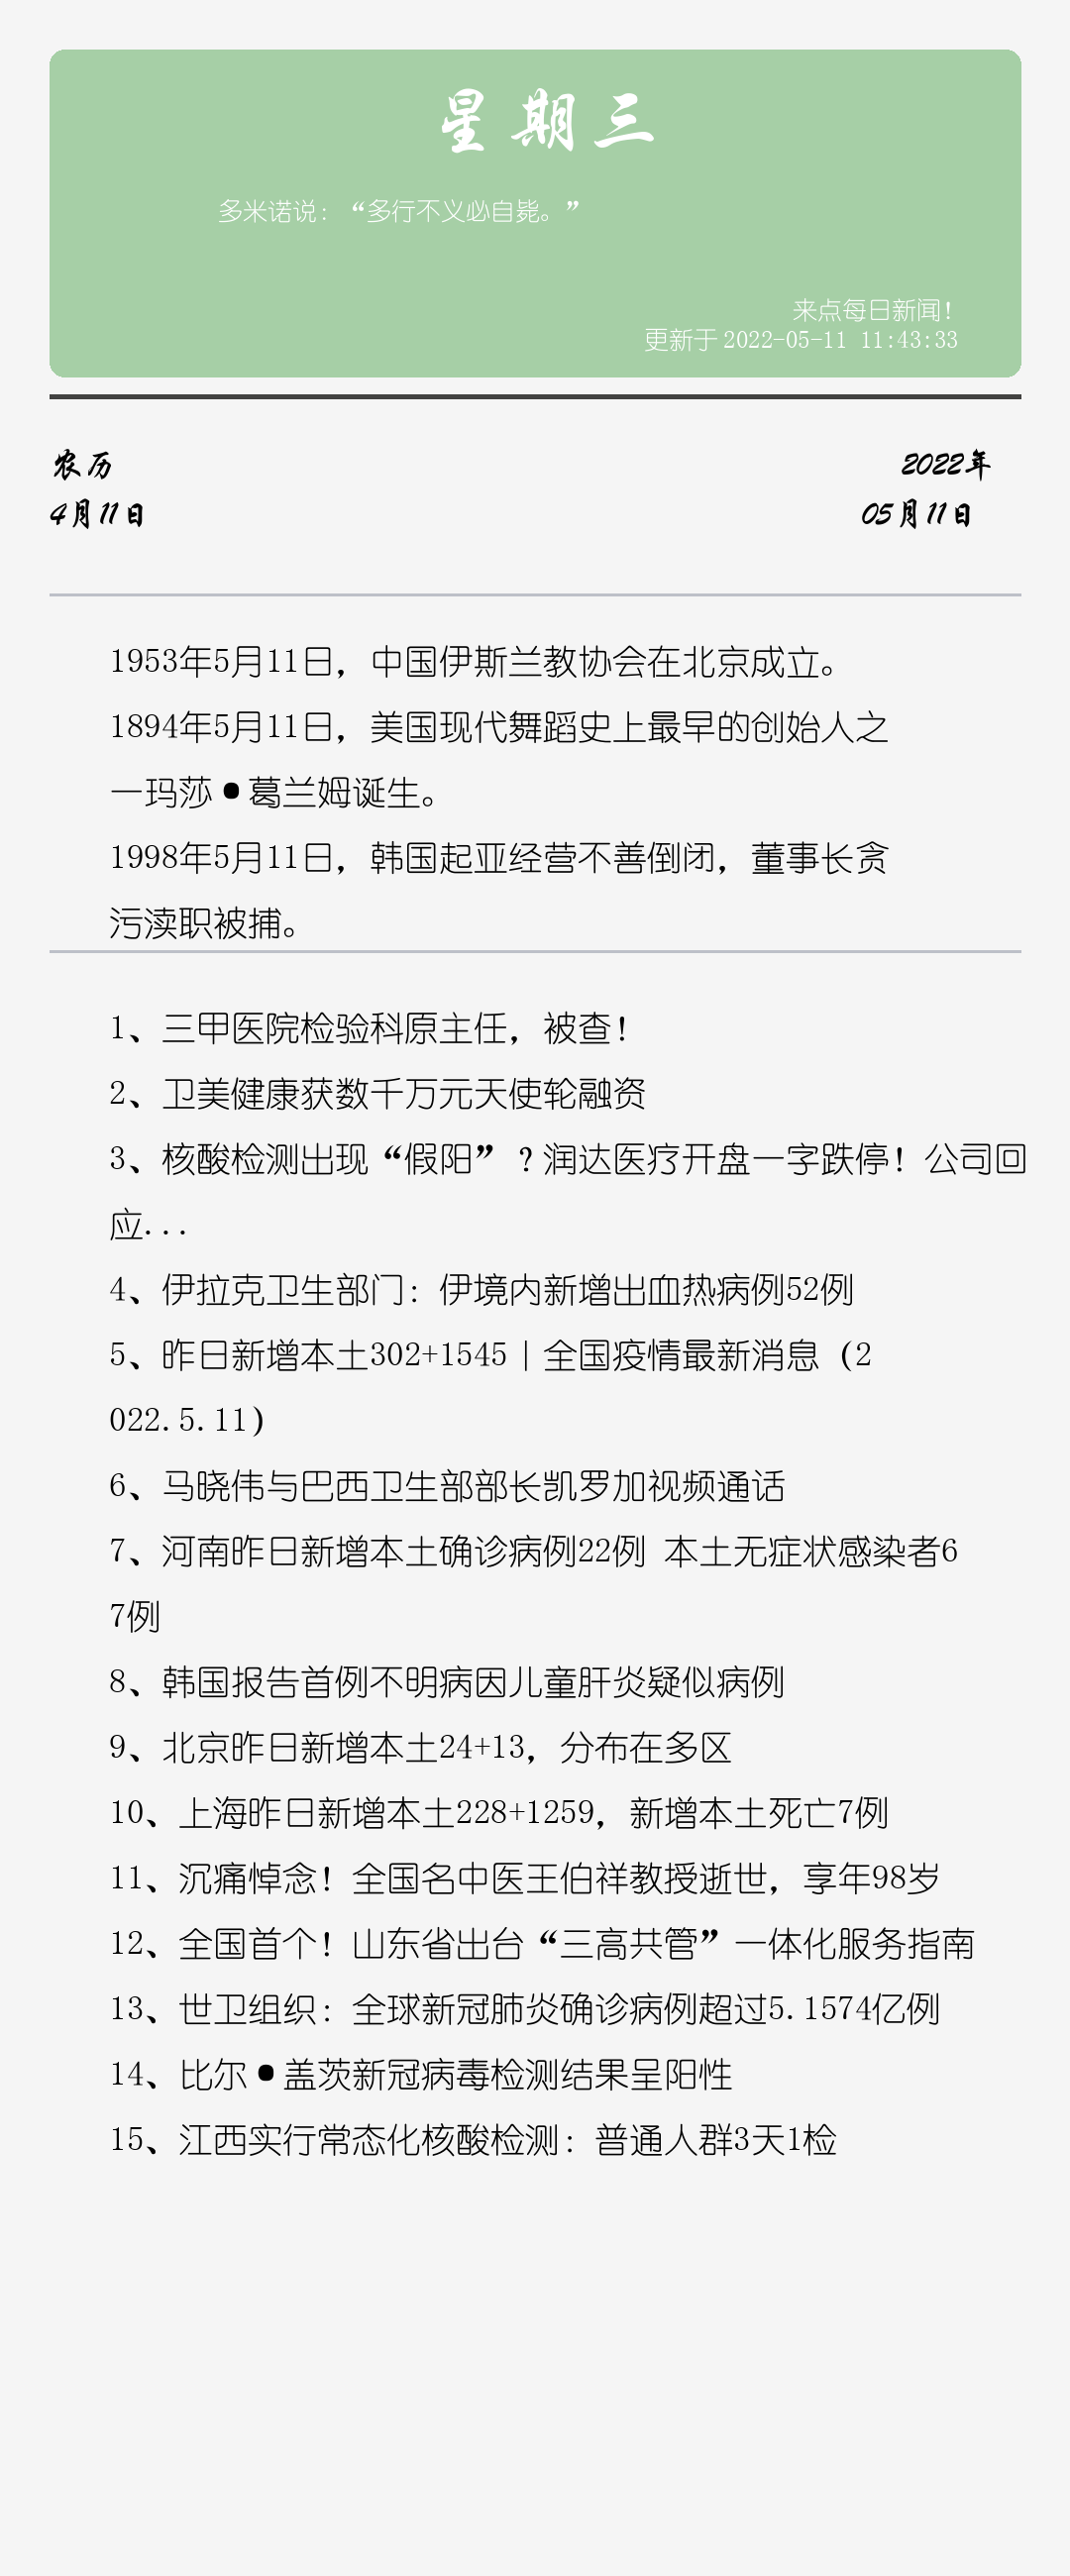 星期三
多米诺说：“多行不义必自毙。”
来点每日新闻！
更新于 2022-05-11 11:43:33
农历
2022年
4月11日
05月11日
1953年5月11日，中国伊斯兰教协会在北京成立。
1894年5月11日，美国现代舞蹈史上最早的创始人之
一玛莎•葛兰姆诞生。
1998年5月11日，韩国起亚经营不善倒闭，董事长贪
污渎职被捕。
1、三甲医院检验科原主任，被查！
2、卫美健康获数千万元天使轮融资
3、核酸检测出现“假阳”？润达医疗开盘一字跌停！公司回
应...
4、伊拉克卫生部门：伊境内新增出血热病例52例
5、昨日新增本土302+1545｜全国疫情最新消息（2
022.5.11）
6、马晓伟与巴西卫生部部长凯罗加视频通话
7、河南昨日新增本土确诊病例22例 本土无症状感染者6
7例
8、韩国报告首例不明病因儿童肝炎疑似病例
9、北京昨日新增本土24+13，分布在多区
10、上海昨日新增本土228+1259，新增本土死亡7例
11、沉痛悼念！全国名中医王伯祥教授逝世，享年98岁
12、全国首个！山东省出台“三高共管”一体化服务指南
13、世卫组织：全球新冠肺炎确诊病例超过5.1574亿例
14、比尔•盖茨新冠病毒检测结果呈阳性
15、江西实行常态化核酸检测：普通人群3天1检